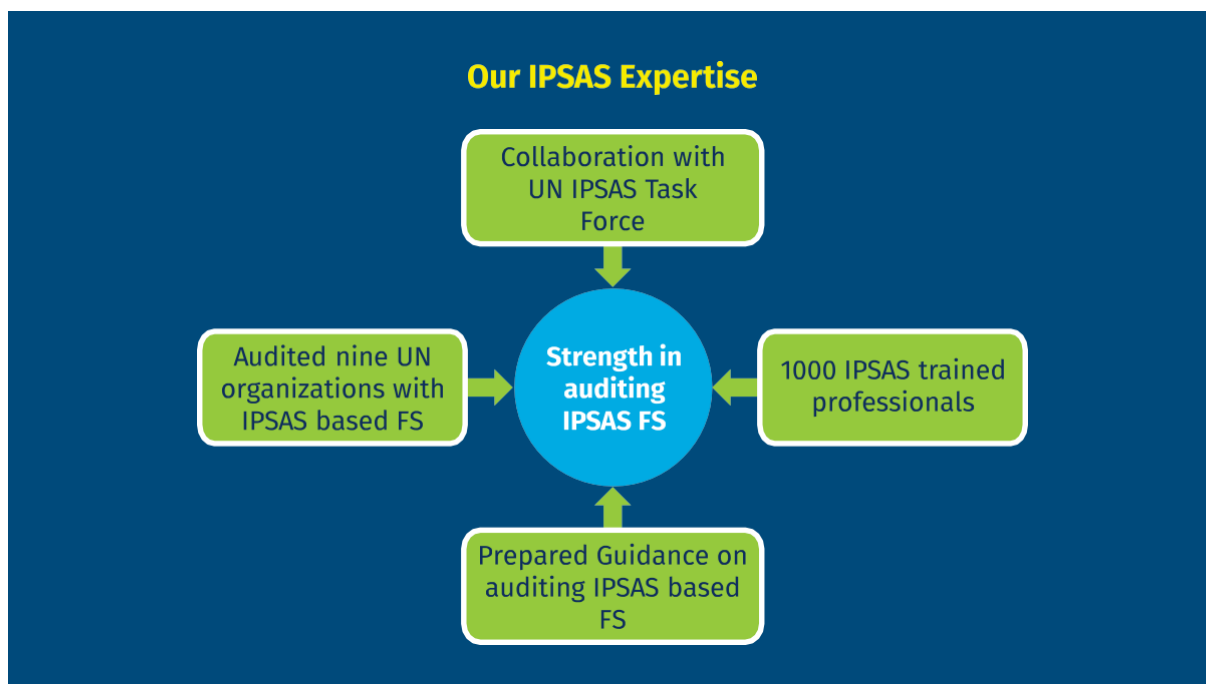 Our IPSAS Expertise
Collaboration with
UN IPSAS Task
Force
Audited nine UN
organizations with
IPSAS based FS
Strength in
auditing
IPSAS FS
1000 IPSAS trained
professionals
Prepared Guidance on
auditing IPSAS based
FS